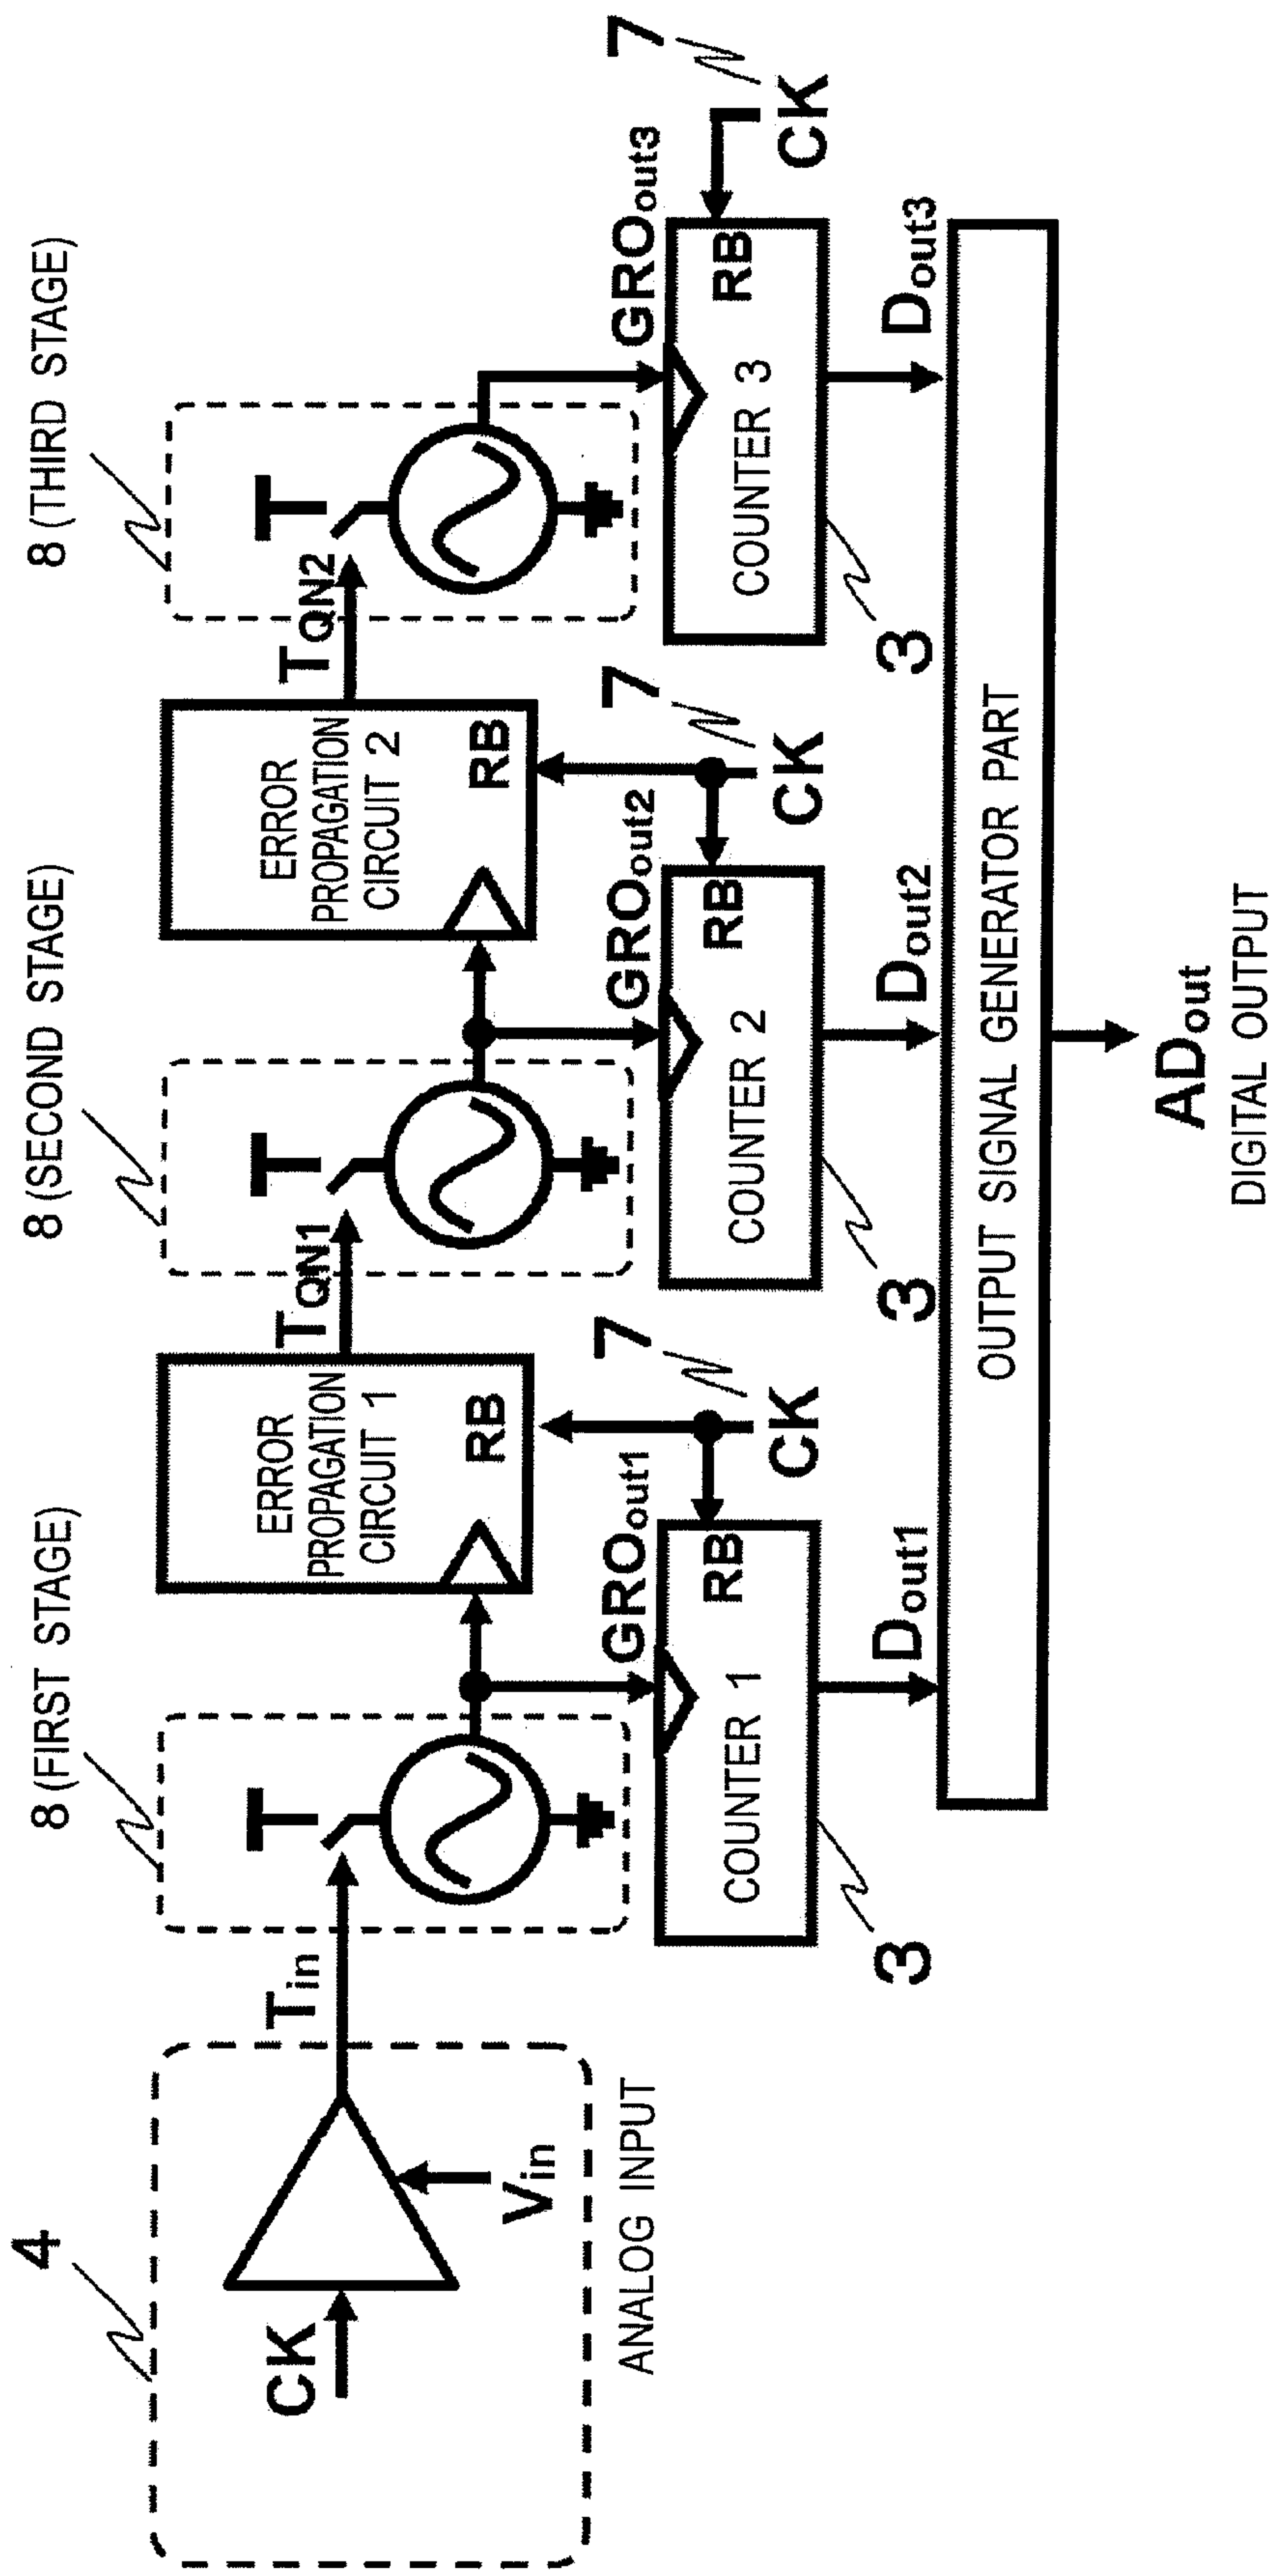 8 (FIRST STAGE)
8 (SECOND STAGE)
8 (THIRD STAGE)
4
CK
Vin
ANALOG INPUT
Tin
ERROR
PROPAGATION
CIRCUIT 1
RB
TQN1
ERROR
PROPAGATION
CIRCUIT 2
RB
TQN2
GROout1
COUNTER 1
RB
3
7
CK
GROout2
COUNTER 2
RB
3
7
CK
GROout3
COUNTER 3
RB
3
7
CK
Dout1
Dout2
Dout3
OUTPUT SIGNAL GENERATOR PART
ADout
DIGITAL OUTPUT